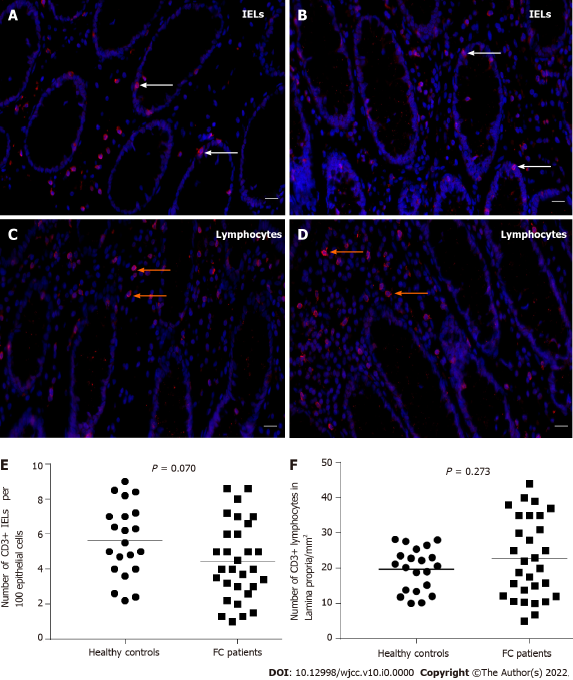 A IELs
B IELs
C Lymphocytes
D Lymphocytes
E
P = 0.070
Number of CD3+ IELs per
100 epithelial cells
10
8
6
4
2
0
Healthy controls FC patients
F
P = 0.273
Number of CD3+ lymphocytes in
Lamina propria/mm²
50
40
30
20
10
0
Healthy controls FC patients
DOI: 10.12998/wjcc.v10.i0.0000 Copyright ©The Author(s) 2022.